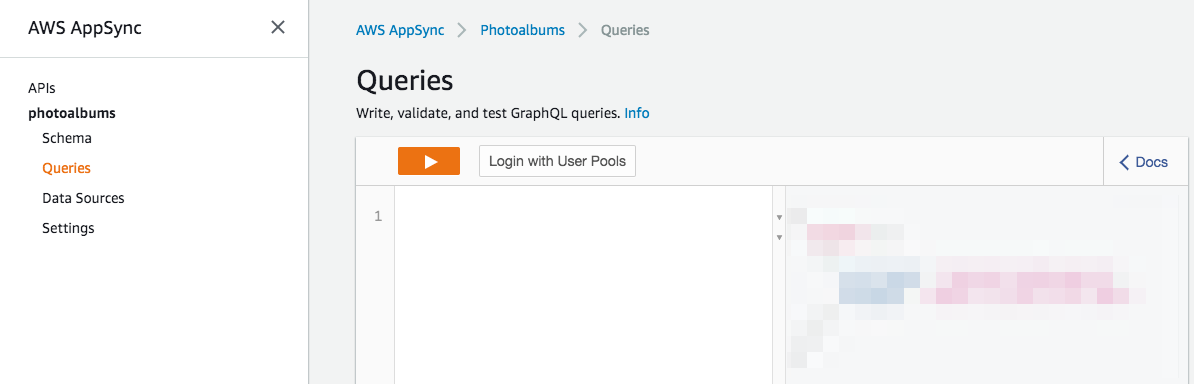 AWS AppSync
APIs
photoalbums
Schema
Queries
Data Sources
Settings
AWS AppSync Photoalbums Queries
Queries
Write, validate, and test GraphQL queries. Info
Login with User Pools
Docs
1